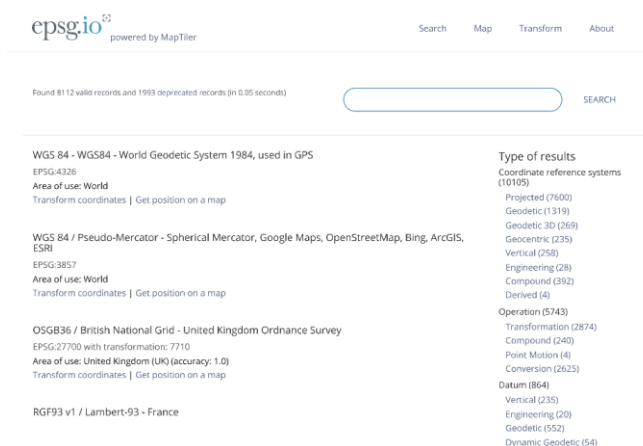 epsg.io powered by MapTiler
Search Map Transform About
Found 8112 valid records and 1993 deprecated records (in 0.05 seconds)
SEARCH
WGS 84 - WGS84 - World Geodetic System 1984, used in GPS
EPSG:4326
Area of use: World
Transform coordinates | Get position on a map
WGS 84 / Pseudo-Mercator - Spherical Mercator, Google Maps, OpenStreetMap, Bing, ArcGIS,
ESRI
EPSG:3857
Area of use: World
Transform coordinates | Get position on a map
OSGB36 / British National Grid - United Kingdom Ordnance Survey
EPSG:27700 with transformation: 7710
Area of use: United Kingdom (UK) (accuracy: 1.0)
Transform coordinates | Get position on a map
RGF93 v1 / Lambert-93 - France
Type of results
Coordinate reference systems
(10105)
Projected (7600)
Geodetic (1319)
Geodetic 3D (269)
Geocentric (235)
Vertical (258)
Engineering (28)
Compound (392)
Derived (4)
Operation (5743)
Transformation (2874)
Compound (240)
Point Motion (4)
Conversion (2625)
Datum (864)
Vertical (235)
Engineering (20)
Geodetic (552)
Dynamic Geodetic (54)